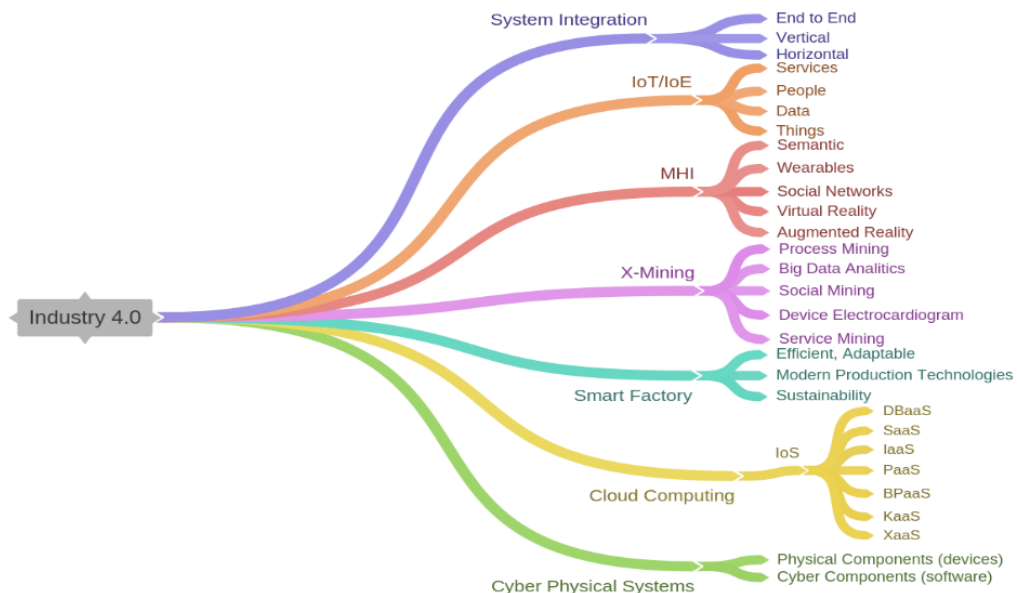 System Integration
End to End
Vertical
Horizontal
IoT/IoE
Services
People
Data
Things
MHI
Semantic
Wearables
Social Networks
Virtual Reality
Augmented Reality
X-Mining
Process Mining
Big Data Analitics
Social Mining
Device Electrocardiogram
Service Mining
Industry 4.0
Smart Factory
Efficient, Adaptable
Modern Production Technologies
Sustainability
Cloud Computing
IoS
DBaaS
SaaS
IaaS
PaaS
BPaaS
KaaS
XaaS
Cyber Physical Systems
Physical Components (devices)
Cyber Components (software)